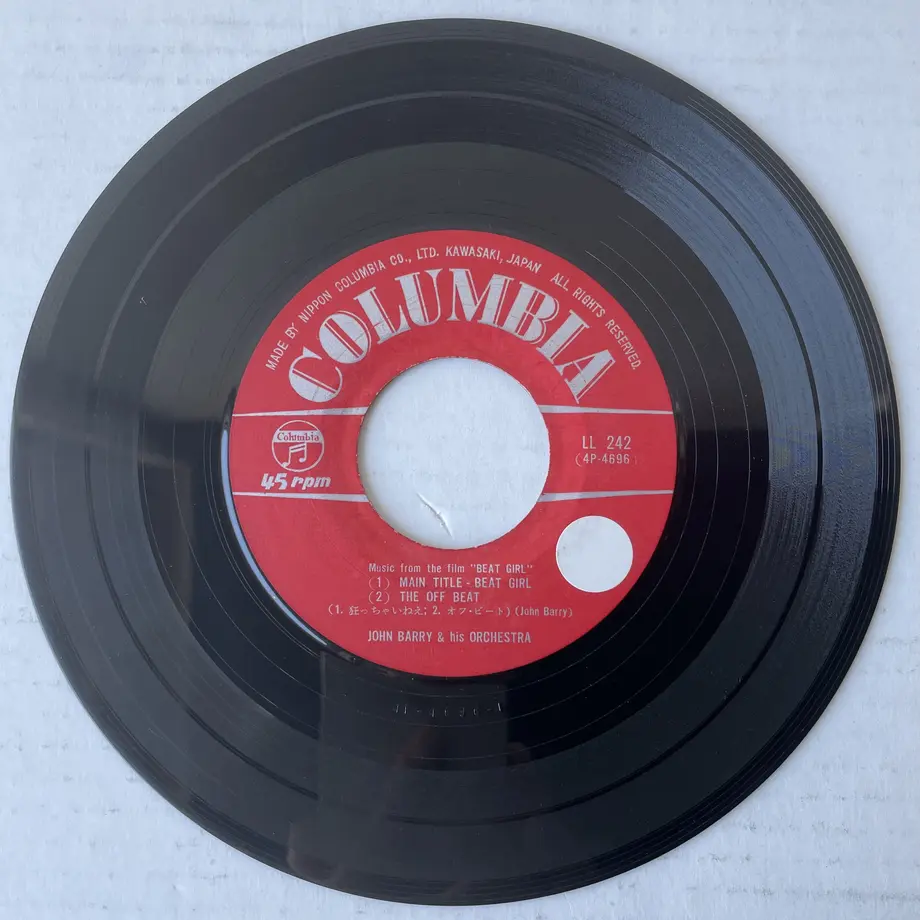 MADE BY NIPPON COLUMBIA CO., LTD. KAWASAKI, JAPAN ALL RIGHTS RESERVED.
COLUMBIA
Columbia
45 rpm
LL 242
(4P-4696)
Music from the film "BEAT GIRL"
(1) MAIN TITLE - BEAT GIRL
(2) THE OFF BEAT
(1. 狂っちゃいねえ; 2. オフ・ビート) (John Barry)
JOHN BARRY & his ORCHESTRA